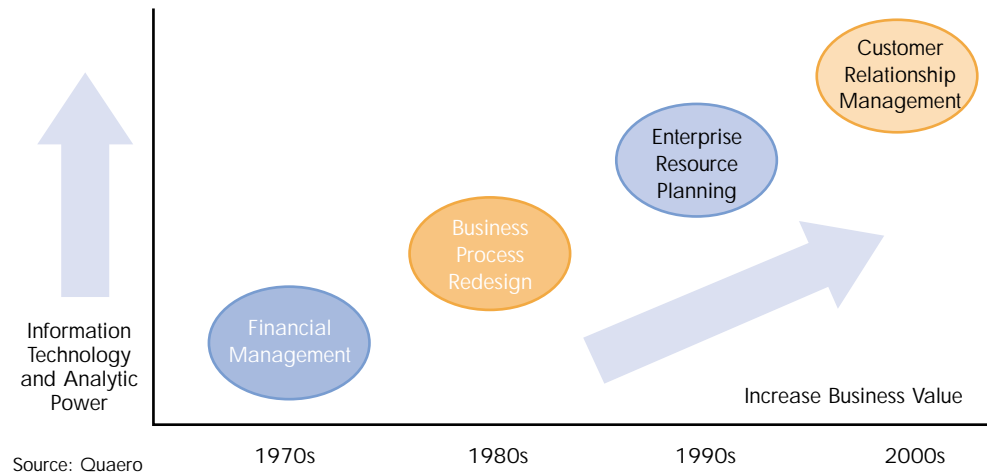 Customer
Relationship
Management
Enterprise
Resource
Planning
Business
Process
Redesign
Financial
Management
Information
Technology
and Analytic
Power
Increase Business Value
1970s
1980s
1990s
2000s
Source: Quaero